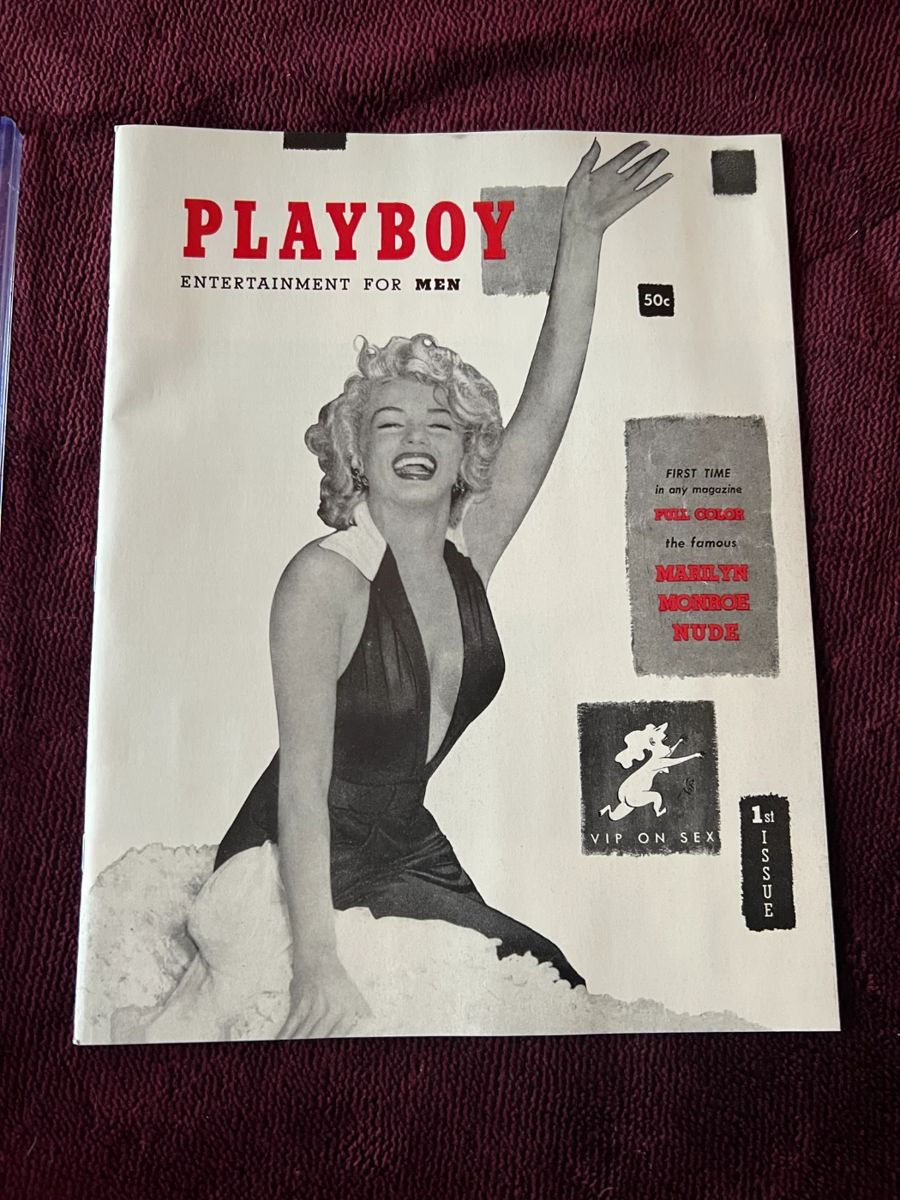 PLAYBOY
ENTERTAINMENT FOR MEN
50c
FIRST TIME
in any magazine
FULL COLOR
the famous
MARILYN
MONROE
NUDE
VIP ON SEX
1st
ISSUE